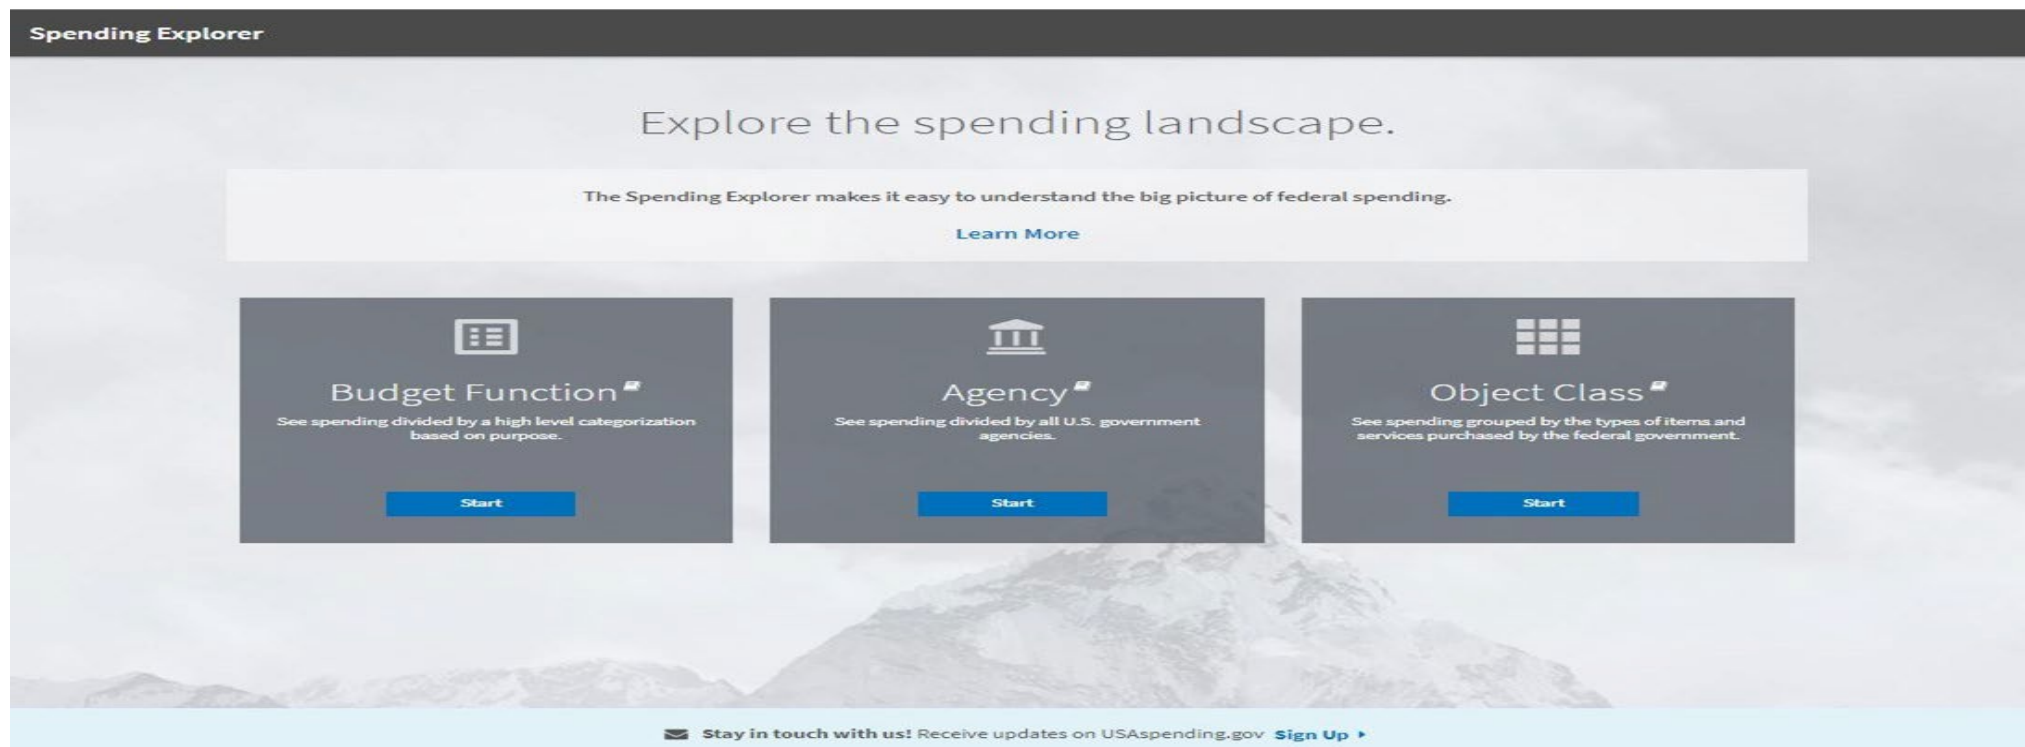 Spending Explorer
Explore the spending landscape.
The Spending Explorer makes it easy to understand the big picture of federal spending.
Learn More
Budget Function
See spending divided by a high level categorization
based on purpose.
Start
Agency
See spending divided by all U.S. government
agencies.
Start
Object Class
See spending grouped by the types of items and
services purchased by the federal government.
Start
Stay in touch with us! Receive updates on USAspending.gov Sign Up